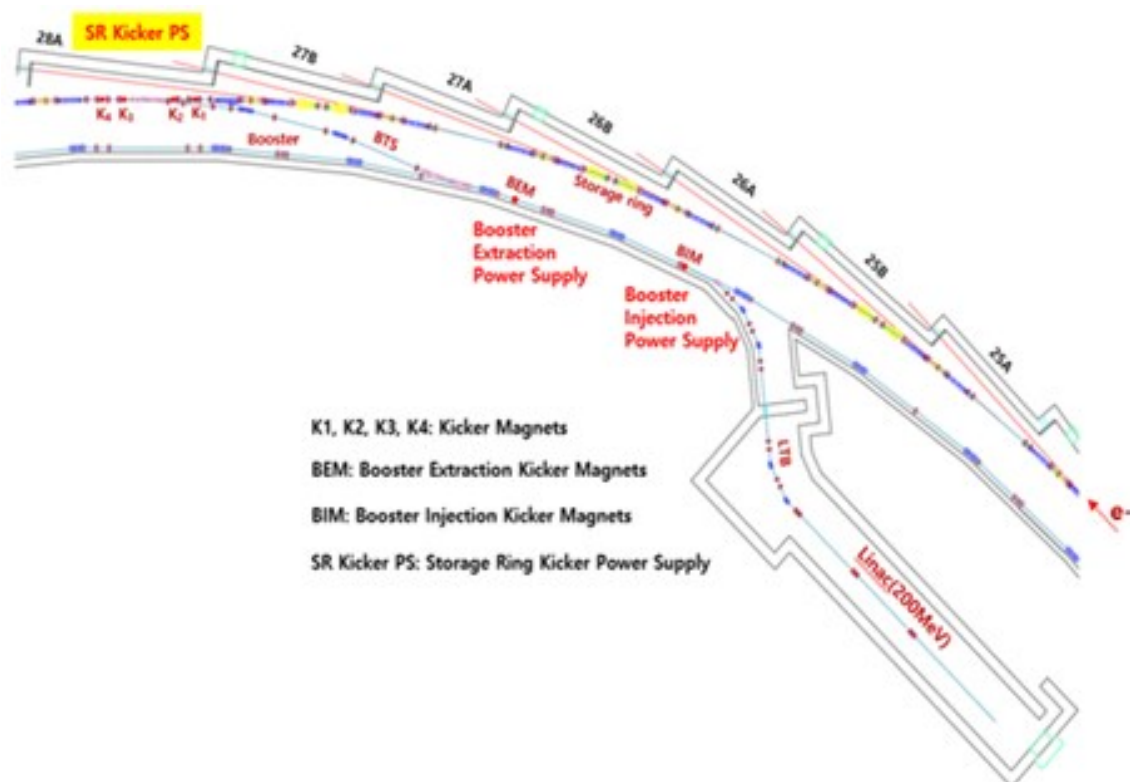 28A
SR Kicker PS
27B
27A
26B
26A
25B
25A
K4 K3 K2 K1
Booster
BTS
Storage ring
BEM
Booster
Extraction
Power Supply
BIM
Booster
Injection
Power Supply
K1, K2, K3, K4: Kicker Magnets
BEM: Booster Extraction Kicker Magnets
BIM: Booster Injection Kicker Magnets
SR Kicker PS: Storage Ring Kicker Power Supply
LTB
Linac(200MeV)
e-